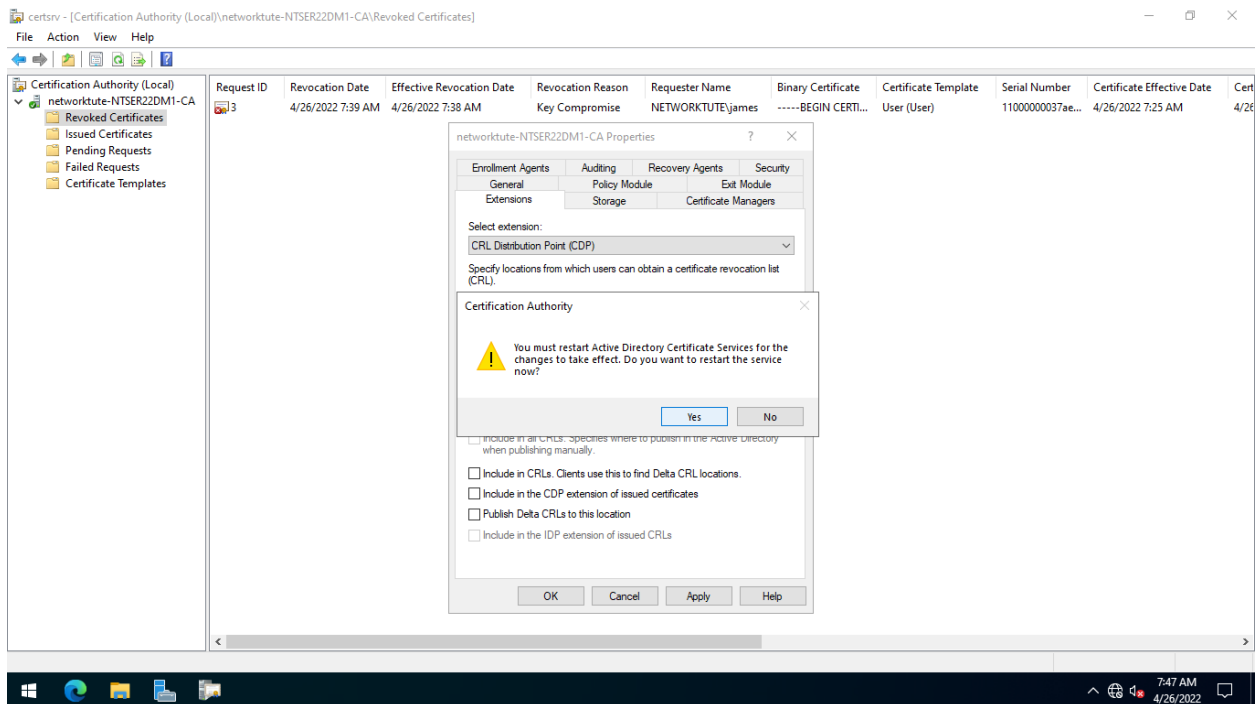 certsrv - [Certification Authority (Local)\networktute-NTSER22DM1-CA\Revoked Certificates]
File Action View Help
Certification Authority (Local)
networktute-NTSER22DM1-CA
Revoked Certificates
Issued Certificates
Pending Requests
Failed Requests
Certificate Templates
Request ID Revocation Date Effective Revocation Date Revocation Reason Requester Name Binary Certificate Certificate Template Serial Number Certificate Effective Date Cert
3 4/26/2022 7:39 AM 4/26/2022 7:38 AM Key Compromise NETWORKTUTE\james -----BEGIN CERTI... User (User) 11000000037ae... 4/26/2022 7:25 AM 4/26
networktute-NTSER22DM1-CA Properties
Enrollment Agents Auditing Recovery Agents Security
General Policy Module Exit Module
Extensions Storage Certificate Managers
Select extension:
CRL Distribution Point (CDP)
Specify locations from which users can obtain a certificate revocation list
(CRL).
Certification Authority
You must restart Active Directory Certificate Services for the
changes to take effect. Do you want to restart the service
now?
Yes No
Include in all CRLs. Specifies where to publish in the Active Directory
when publishing manually.
Include in CRLs. Clients use this to find Delta CRL locations.
Include in the CDP extension of issued certificates
Publish Delta CRLs to this location
Include in the IDP extension of issued CRLs
OK Cancel Apply Help
7:47 AM
4/26/2022